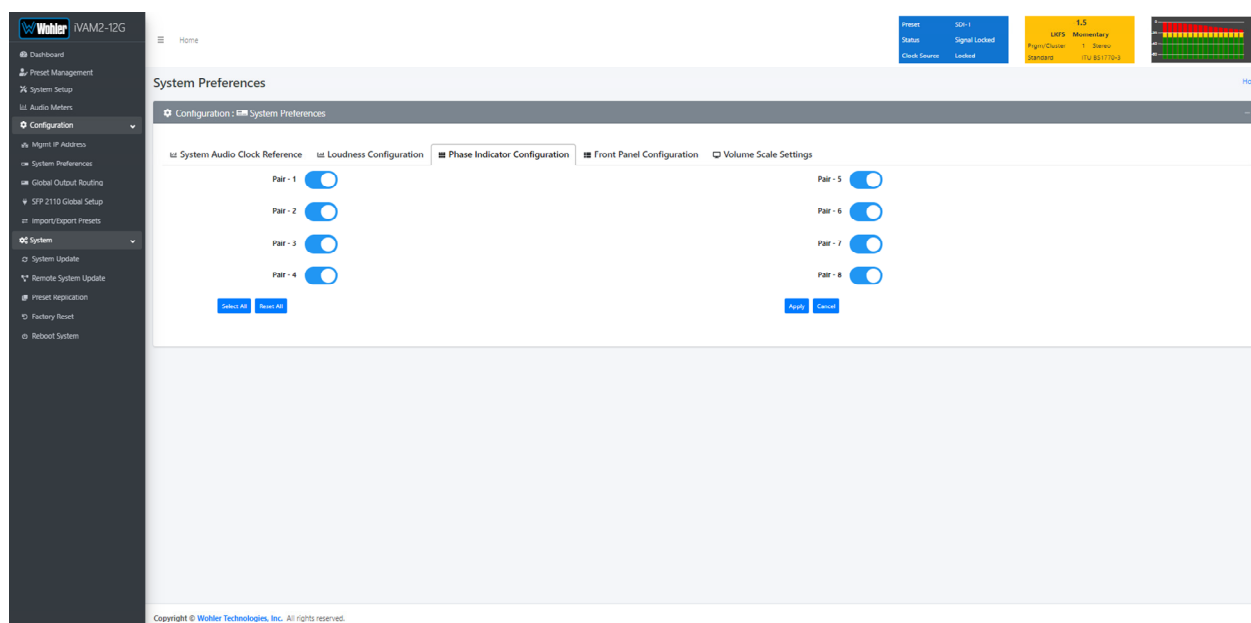 Wohler iVAM2-12G
Dashboard
Preset Management
System Setup
Audio Meters
Configuration
Mgmt IP Address
System Preferences
Global Output Routing
SFP 2110 Global Setup
Import/Export Presets
System
System Update
Remote System Update
Preset Replication
Factory Reset
Reboot System
Home
Preset SDI-1
Status Signal Locked
Clock Source Locked
1.5
LKFS Momentary
Prgm/Cluster 1 Stereo
Standard ITU BS1770-3
System Preferences
Ho
Configuration : System Preferences
System Audio Clock Reference Loudness Configuration Phase Indicator Configuration Front Panel Configuration Volume Scale Settings
Pair - 1 Pair - 5
Pair - 2 Pair - 6
Pair - 3 Pair - 7
Pair - 4 Pair - 8
Select All Reset All Apply Cancel
Copyright © Wohler Technologies, Inc. All rights reserved.